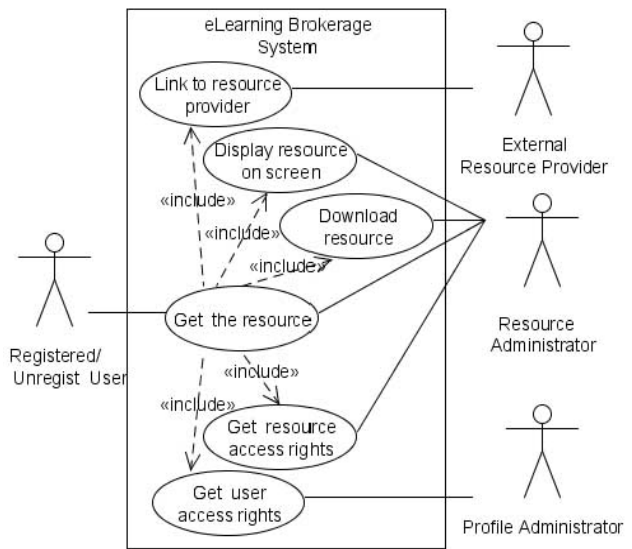 eLearning Brokerage
System
Link to resource
provider
External
Resource Provider
Display resource
on screen
«include»
«include»
Download
resource
«include»
Get the resource
Registered/
Unregist User
Resource
Administrator
«include»
«include»
Get resource
access rights
Get user
access rights
Profile Administrator